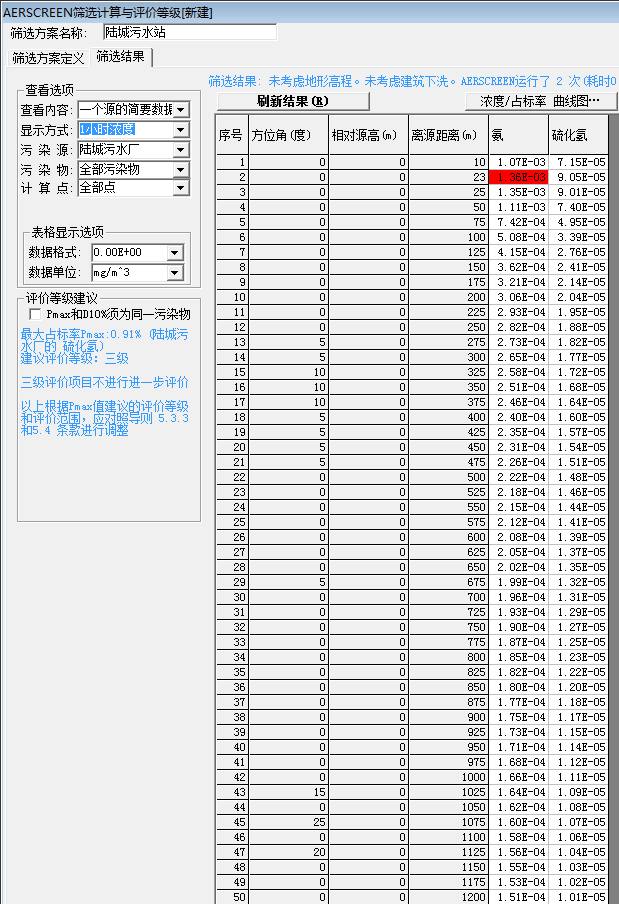 AERSCREEN筛选计算与评价等级[新建]
筛选方案名称: 陆城污水站
筛选方案定义 筛选结果
筛选结果: 未考虑地形高程。未考虑建筑下洗。AERSCREEN运行了 2 次(耗时0
查看选项
查看内容: 一个源的简要数据
显示方式: 1小时浓度
污 染 源: 陆城污水厂
污 染 物: 全部污染物
计 算 点: 全部点
表格显示选项
数据格式: 0.00E+00
数据单位: mg/m^3
评价等级建议
Pmax和D10%须为同一污染物
最大占标率Pmax:0.91% (陆城污
水厂的 硫化氢)
建议评价等级: 三级
三级评价项目不进行进一步评价
以上根据Pmax值建议的评价等级
和评价范围, 应对照导则 5.3.3
和5.4 条款进行调整
刷新结果(R) 浓度/占标率 曲线图…
序号 方位角(度) 相对源高(m) 离源距离(m) 氨 硫化氢
1 0 0 10 1.07E-03 7.15E-05
2 0 0 23 1.36E-03 9.05E-05
3 0 0 25 1.35E-03 9.01E-05
4 0 0 50 1.11E-03 7.40E-05
5 0 0 75 7.42E-04 4.95E-05
6 0 0 100 5.08E-04 3.39E-05
7 0 0 125 4.15E-04 2.76E-05
8 0 0 150 3.62E-04 2.41E-05
9 0 0 175 3.21E-04 2.14E-05
10 0 0 200 3.06E-04 2.04E-05
11 0 0 225 2.93E-04 1.95E-05
12 0 0 250 2.82E-04 1.88E-05
13 5 0 275 2.73E-04 1.82E-05
14 5 0 300 2.65E-04 1.77E-05
15 10 0 325 2.58E-04 1.72E-05
16 10 0 350 2.51E-04 1.68E-05
17 10 0 375 2.46E-04 1.64E-05
18 5 0 400 2.40E-04 1.60E-05
19 5 0 425 2.35E-04 1.57E-05
20 5 0 450 2.31E-04 1.54E-05
21 5 0 475 2.26E-04 1.51E-05
22 0 0 500 2.22E-04 1.48E-05
23 0 0 525 2.18E-04 1.46E-05
24 0 0 550 2.15E-04 1.44E-05
25 0 0 575 2.12E-04 1.41E-05
26 0 0 600 2.08E-04 1.39E-05
27 0 0 625 2.05E-04 1.37E-05
28 0 0 650 2.02E-04 1.35E-05
29 5 0 675 1.99E-04 1.32E-05
30 0 0 700 1.96E-04 1.31E-05
31 0 0 725 1.93E-04 1.29E-05
32 0 0 750 1.90E-04 1.27E-05
33 0 0 775 1.87E-04 1.25E-05
34 0 0 800 1.85E-04 1.23E-05
35 0 0 825 1.82E-04 1.22E-05
36 0 0 850 1.80E-04 1.20E-05
37 0 0 875 1.77E-04 1.18E-05
38 0 0 900 1.75E-04 1.17E-05
39 0 0 925 1.73E-04 1.15E-05
40 0 0 950 1.71E-04 1.14E-05
41 0 0 975 1.68E-04 1.12E-05
42 0 0 1000 1.66E-04 1.11E-05
43 15 0 1025 1.64E-04 1.09E-05
44 0 0 1050 1.62E-04 1.08E-05
45 25 0 1075 1.60E-04 1.07E-05
46 0 0 1100 1.58E-04 1.06E-05
47 20 0 1125 1.56E-04 1.04E-05
48 0 0 1150 1.55E-04 1.03E-05
49 0 0 1175 1.53E-04 1.02E-05
50 0 0 1200 1.51E-04 1.01E-05